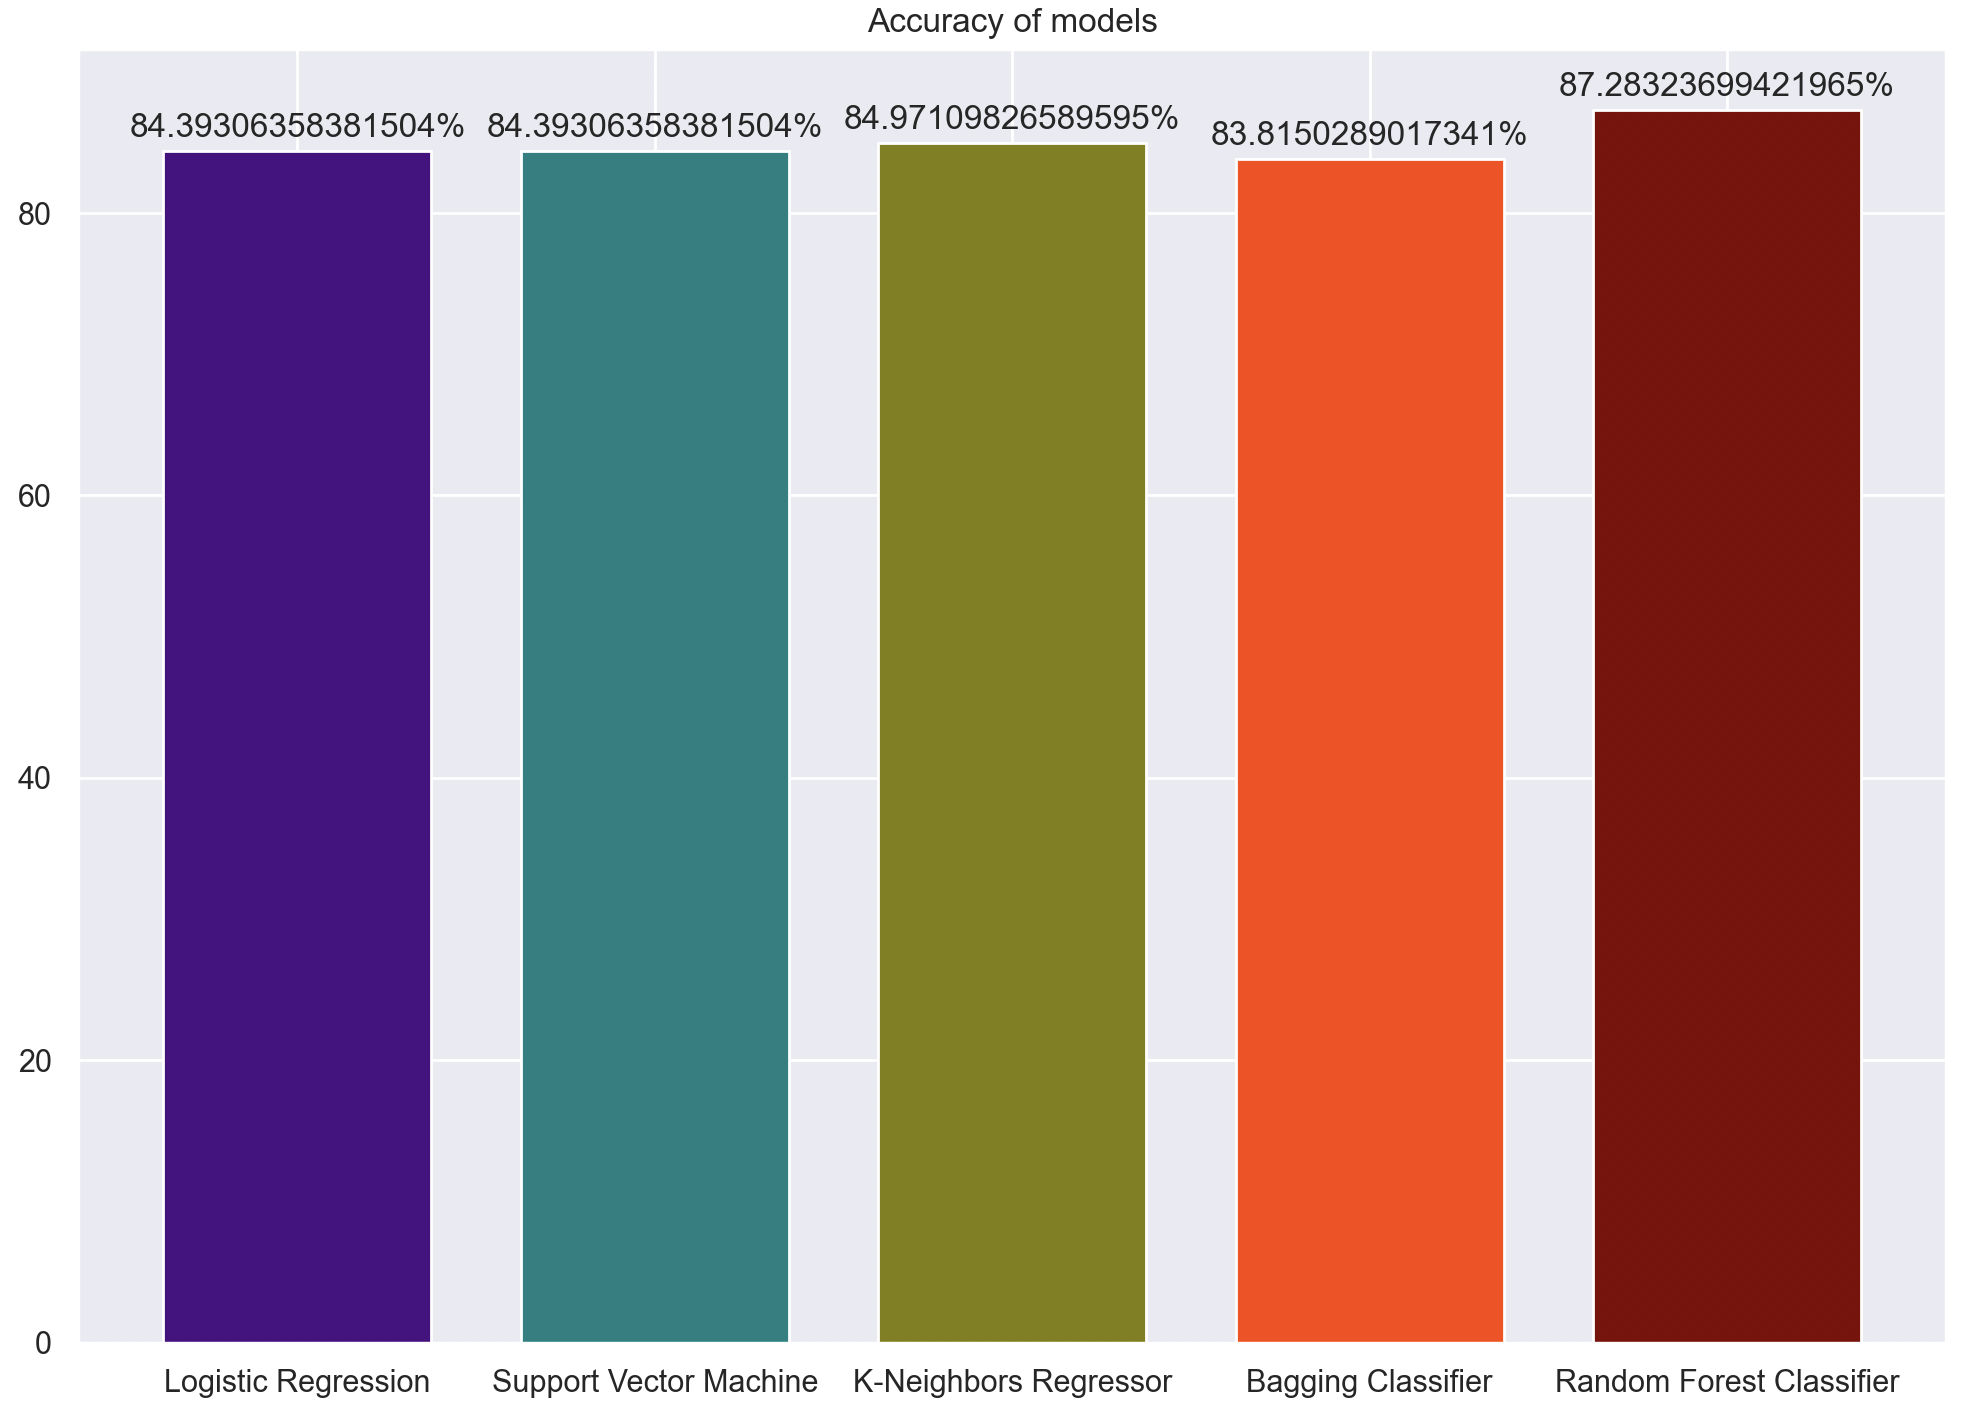 Accuracy of models
84.39306358381504%
84.39306358381504%
84.97109826589595%
83.8150289017341%
87.28323699421965%
80
60
40
20
0
Logistic Regression
Support Vector Machine
K-Neighbors Regressor
Bagging Classifier
Random Forest Classifier